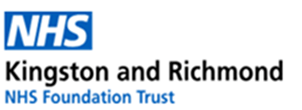 NHS
Kingston and Richmond
NHS Foundation Trust